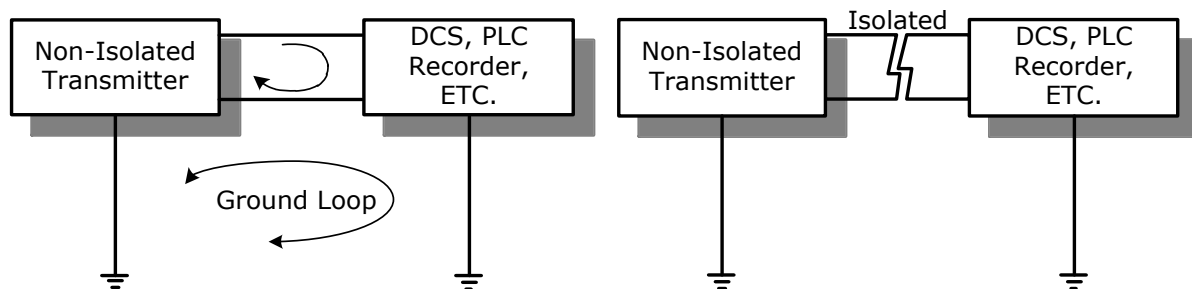 Non-Isolated
Transmitter
DCS, PLC
Recorder,
ETC.
Ground Loop
Isolated
Non-Isolated
Transmitter
DCS, PLC
Recorder,
ETC.